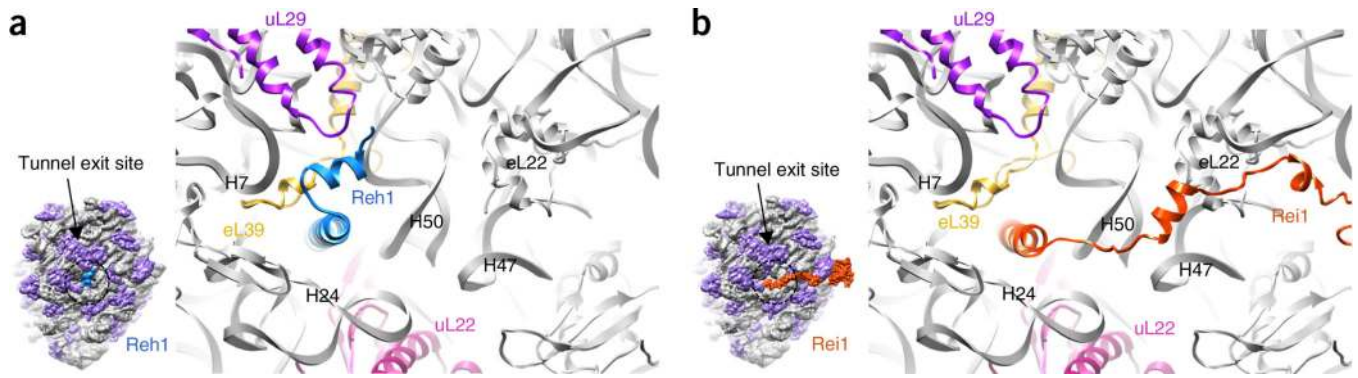 a
uL29
Tunnel exit site
H7
Reh1
eL22
eL39
H50
H47
H24
uL22
Reh1
b
uL29
Tunnel exit site
H7
eL22
Rei1
eL39
H50
H47
H24
uL22
Rei1